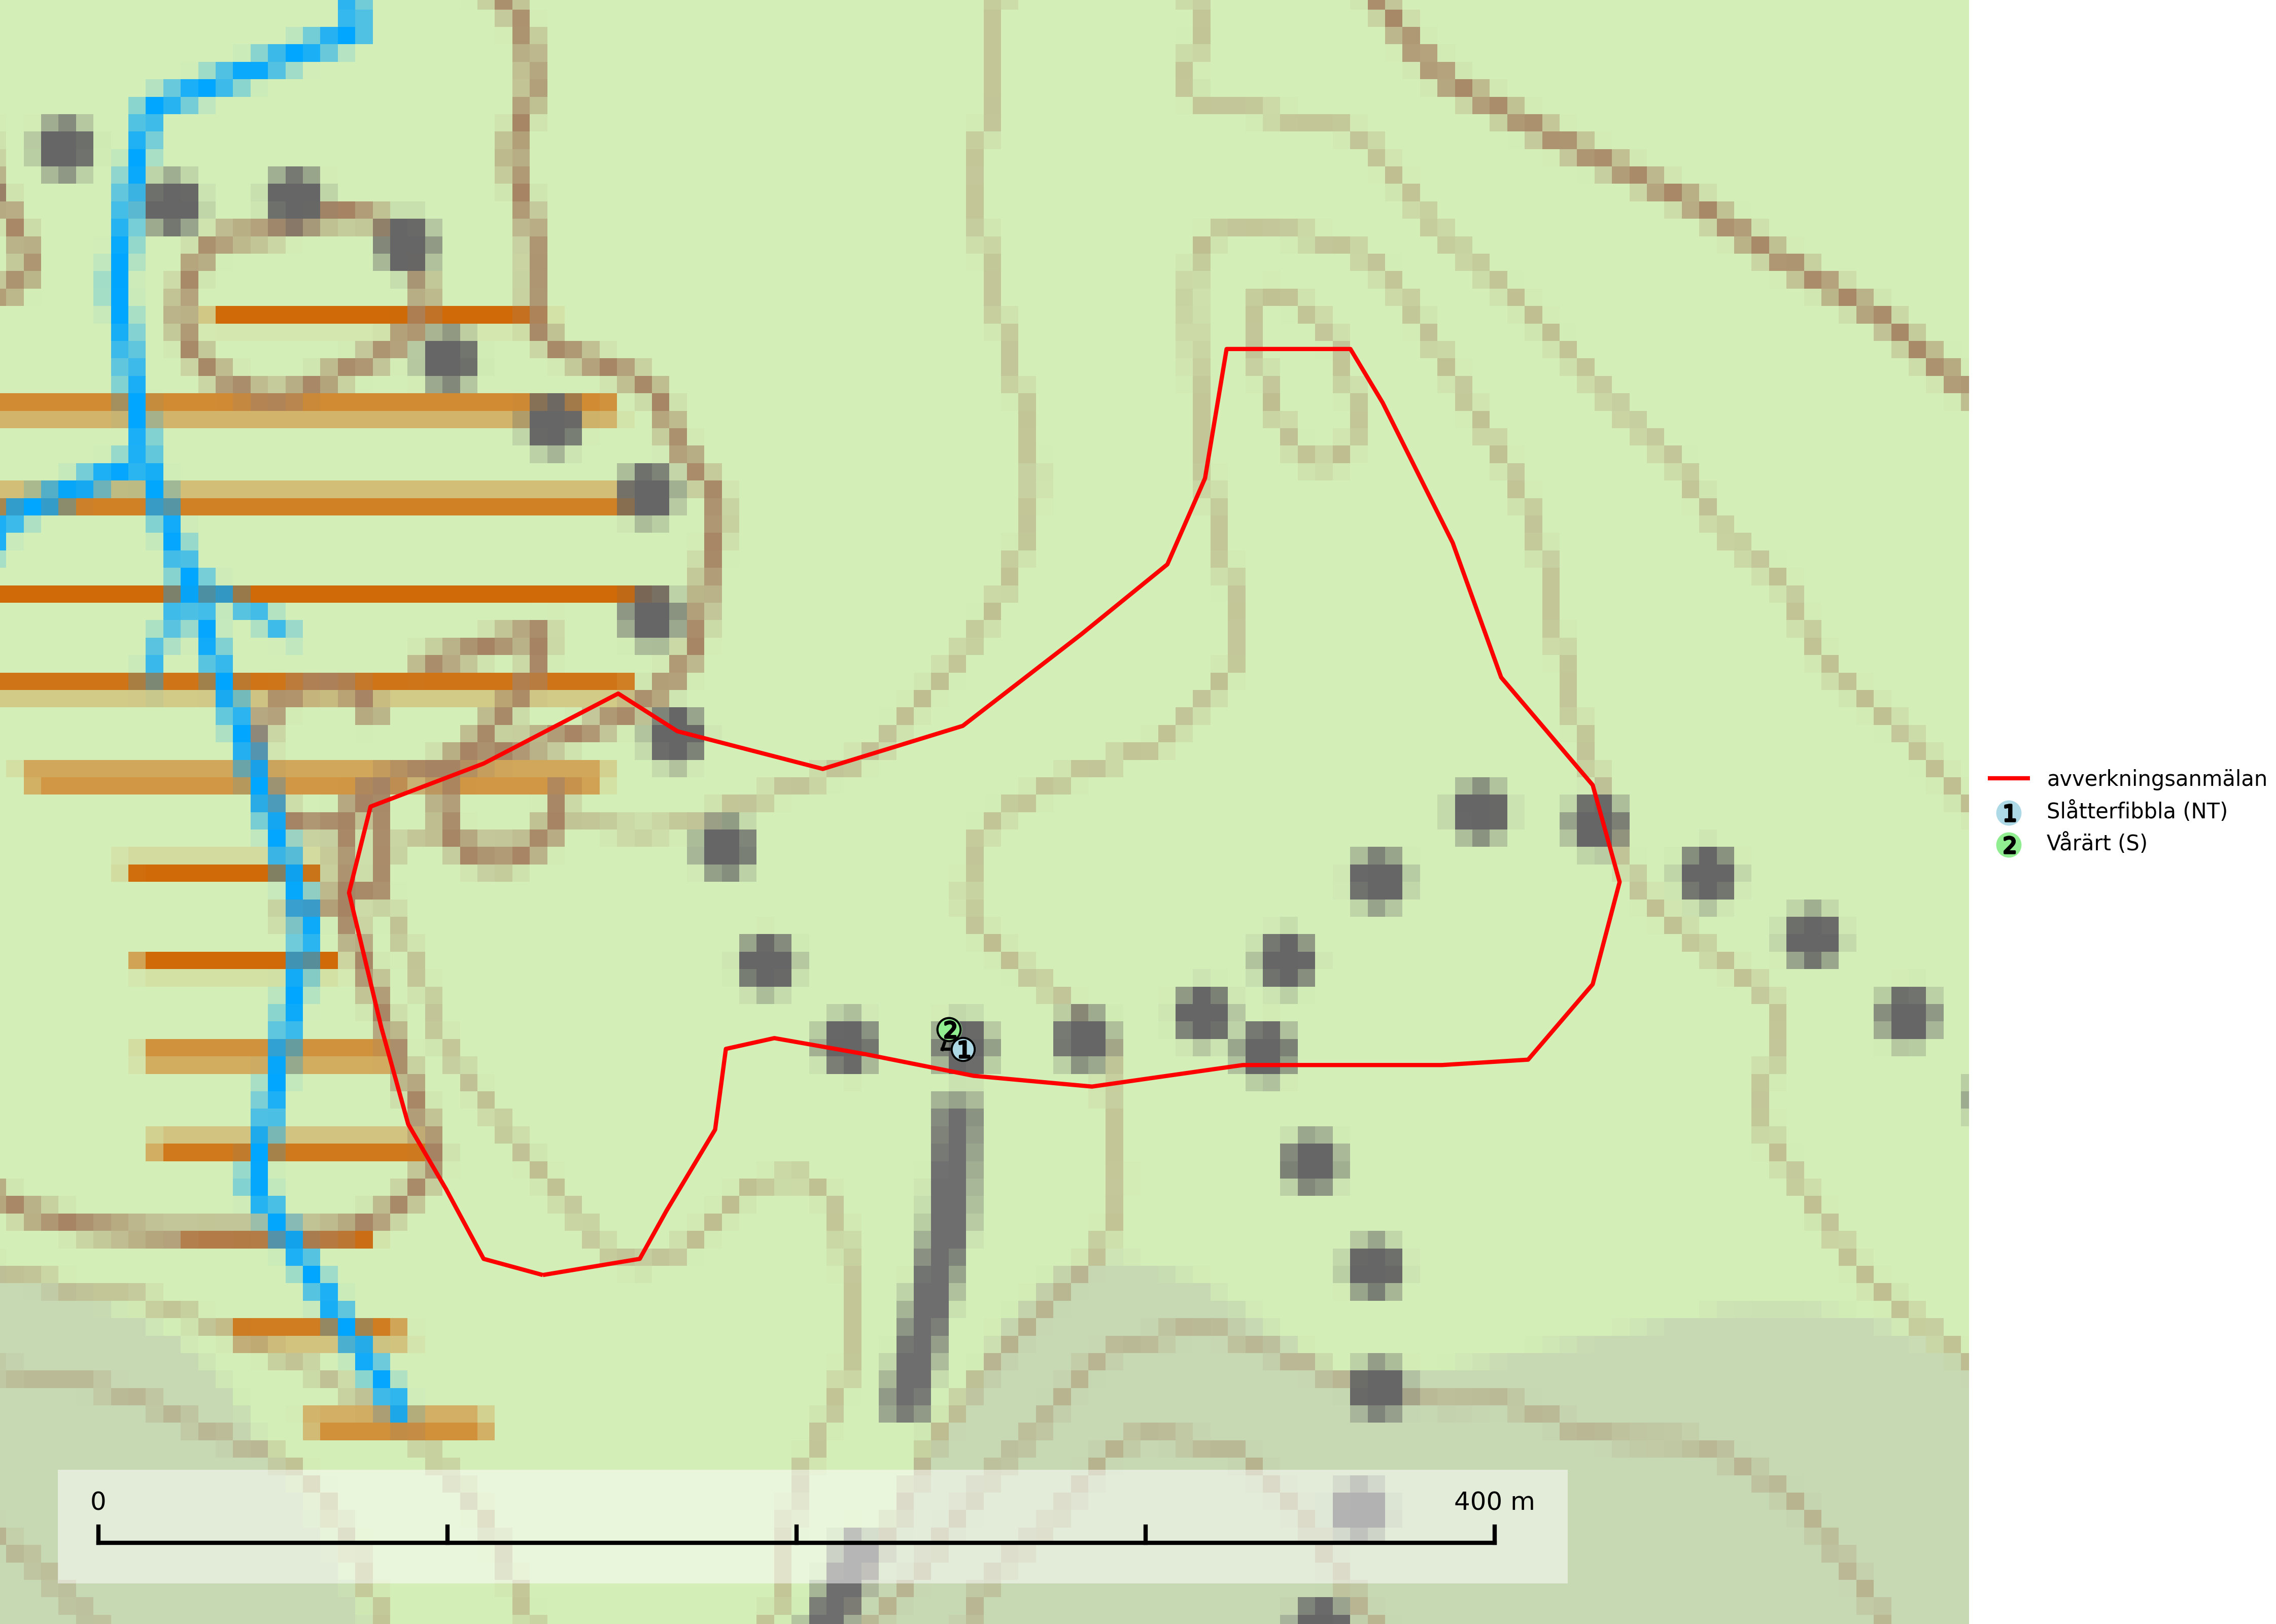 2
1
avverkningsanmälan
1 Slåtterfibbla (NT)
2 Vårärt (S)
0 400 m